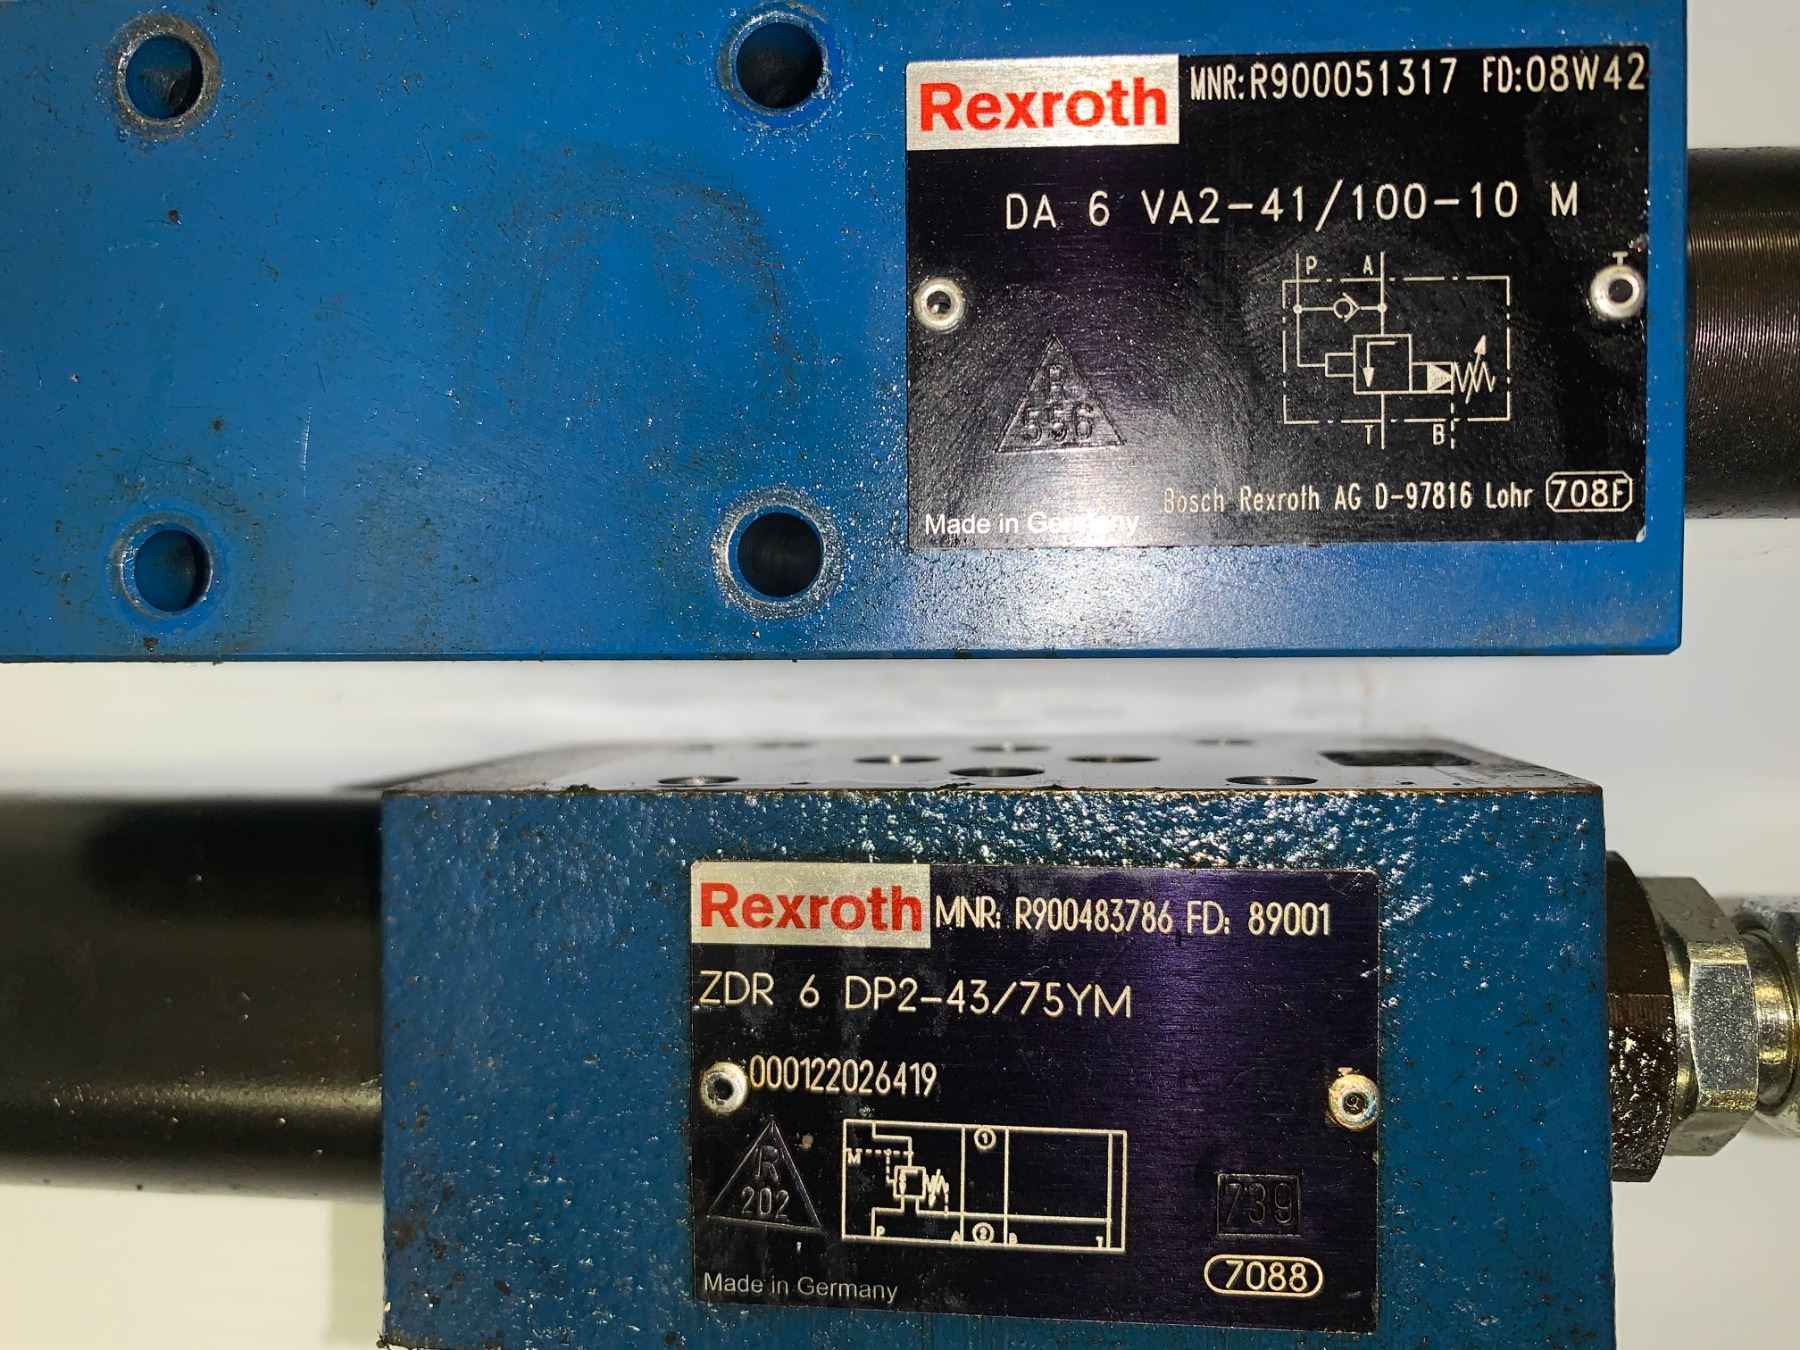 Rexroth MNR: R900051317 FD: 08W42
DA 6 VA2-41/100-10 M
P A
R
556
T B
Bosch Rexroth AG D-97816 Lohr 708F
Made in Germany
Rexroth MNR: R900483786 FD: 89001
ZDR 6 DP2-43/75YM
000122026419
1
M
R
202
739
P A 2 B T
7088
Made in Germany